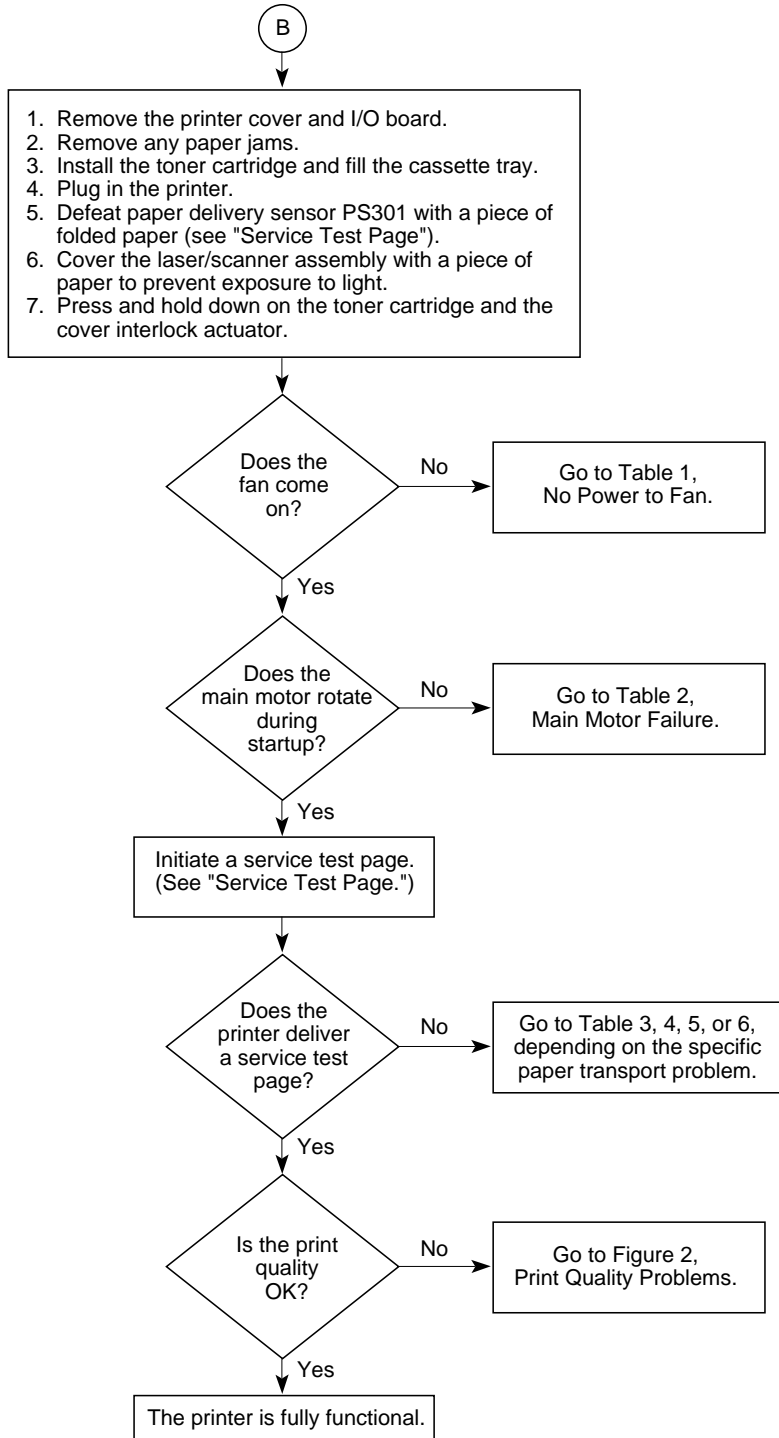 B
1. Remove the printer cover and I/O board.
2. Remove any paper jams.
3. Install the toner cartridge and fill the cassette tray.
4. Plug in the printer.
5. Defeat paper delivery sensor PS301 with a piece of
folded paper (see "Service Test Page").
6. Cover the laser/scanner assembly with a piece of
paper to prevent exposure to light.
7. Press and hold down on the toner cartridge and the
cover interlock actuator.
Does the
fan come
on?
No
Go to Table 1,
No Power to Fan.
Yes
Does the
main motor rotate
during
startup?
No
Go to Table 2,
Main Motor Failure.
Yes
Initiate a service test page.
(See "Service Test Page.")
Does the
printer deliver
a service test
page?
No
Go to Table 3, 4, 5, or 6,
depending on the specific
paper transport problem.
Yes
Is the print
quality
OK?
No
Go to Figure 2,
Print Quality Problems.
Yes
The printer is fully functional.